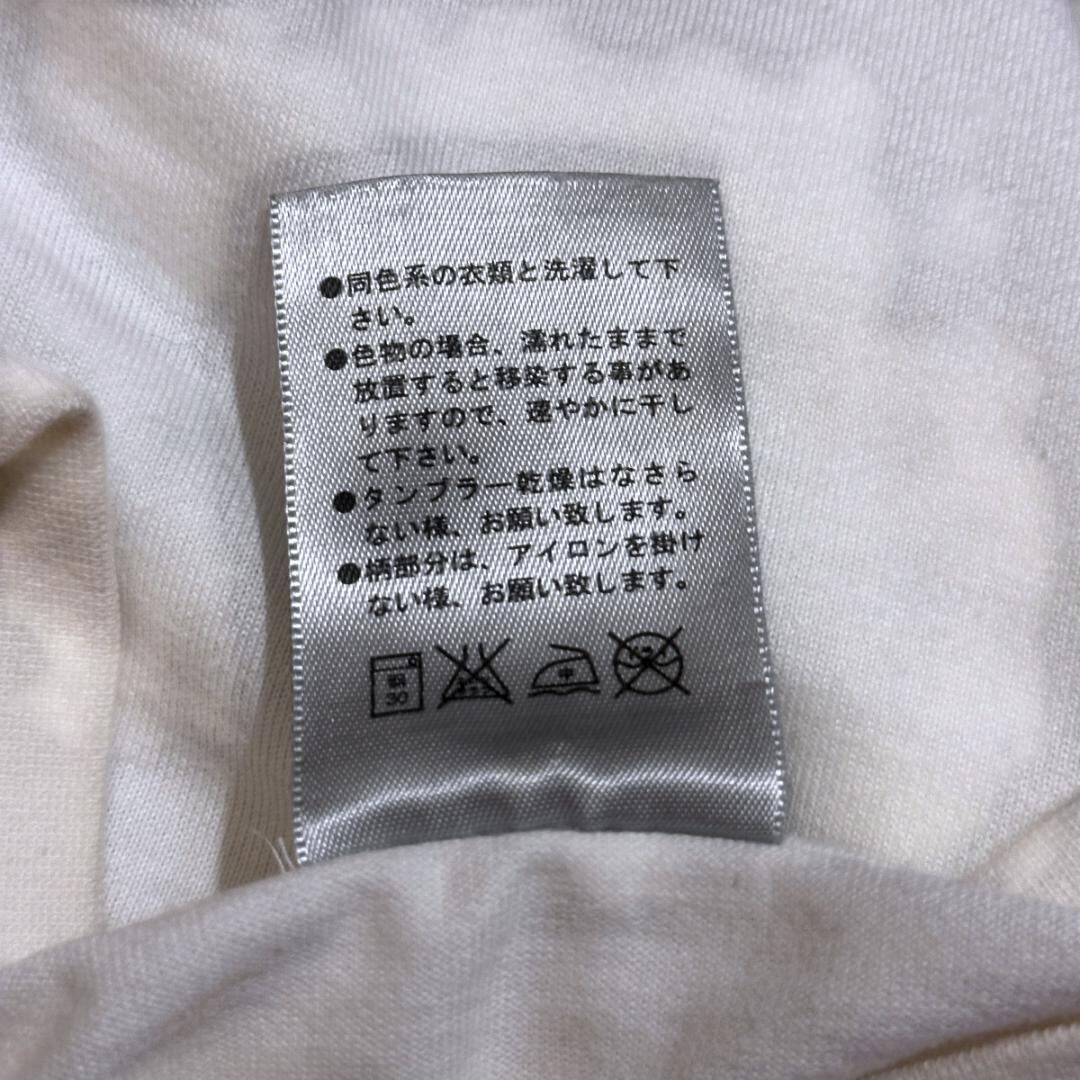 ●同色系の衣類と洗濯して下
さい。
●色物の場合、濡れたままで
放置すると移染する事があ
りますので、速やかに干し
て下さい。
●タンブラー乾燥はなさら
ない様、お願い致します。
●柄部分は、アイロンを掛け
ない様、お願い致します。
30 中